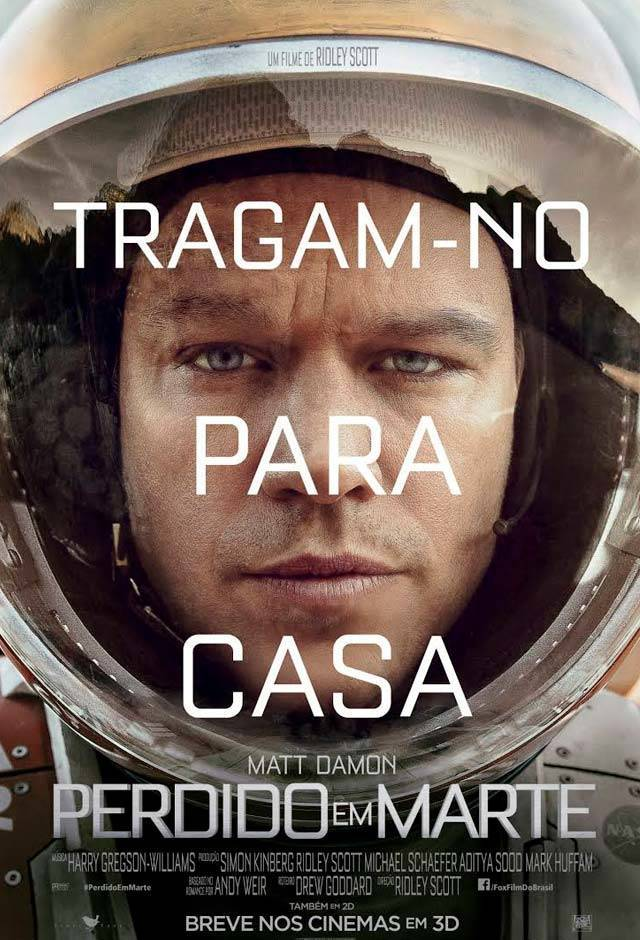 UM FILME DE RIDLEY SCOTT
TRAGAM-NO
PARA
CASA
MATT DAMON
PERDIDO EM MARTE
MÚSICA HARRY GREGSON-WILLIAMS PRODUÇÃO SIMON KINBERG RIDLEY SCOTT MICHAEL SCHAEFER ADITYA SOOD MARK HUFFAM
#PerdidoEmMarte BASEADO NO ROMANCE POR ANDY WEIR ROTEIRO DREW GODDARD DIREÇÃO RIDLEY SCOTT f /FoxFilmDoBrasil
TAMBÉM EM 2D
BREVE NOS CINEMAS EM 3D